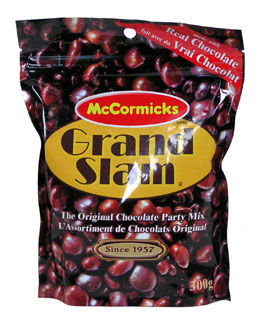 made with
Real Chocolate
fait avec du
Vrai Chocolat
McCormicks
Grand
Slam
The Original Chocolate Party Mix
L'Assortiment de Chocolats Original
Since 1957
300g